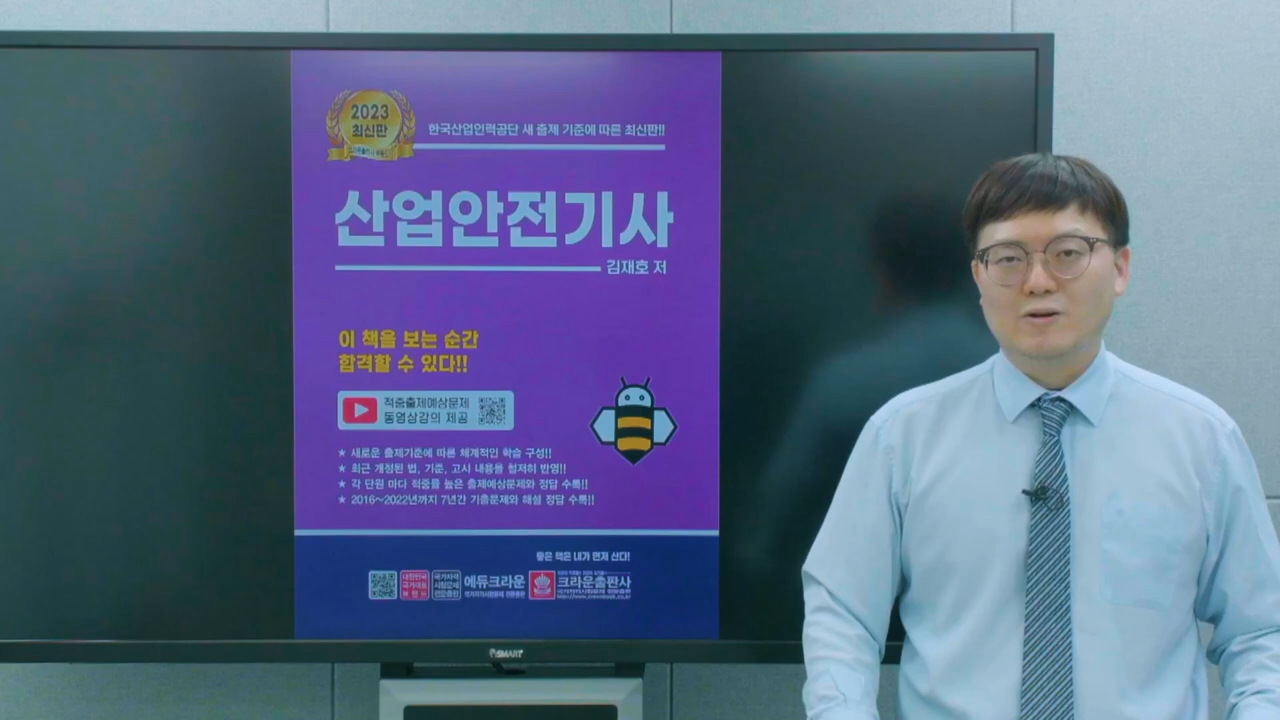 2023
최신판
한국산업인력공단 새 출제 기준에 따른 최신판!!
산업안전기사
김재호 저
이 책을 보는 순간
합격할 수 있다!!
적중출제예상문제
동영상강의 제공
★ 새로운 출제기준에 따른 체계적인 학습 구성!!
★ 최근 개정된 법, 기준, 고시 내용을 철저히 반영!!
★ 각 단원 마다 적중률 높은 출제예상문제와 정답 수록!!
★ 2016~2022년까지 7년간 기출문제와 해설 정답 수록!!
좋은 책은 내가 먼저 산다!
에듀크라운
크라운출판사
SMART